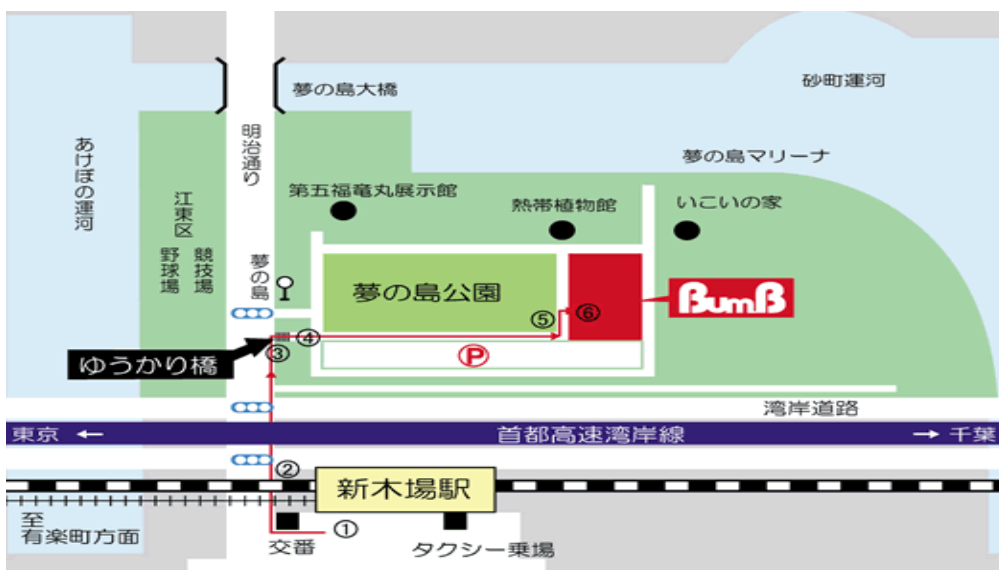 砂町運河
夢の島大橋
あけぼの運河
明治通り
夢の島マリーナ
第五福竜丸展示館
熱帯植物館
いこいの家
江東区
野球場
競技場
夢の島
夢の島公園
BumB
⑥
⑤
④
③
ゆうかり橋
P
湾岸道路
東京 ←
首都高速湾岸線
→ 千葉
②
新木場駅
至
有楽町方面
①
交番
タクシー乗場